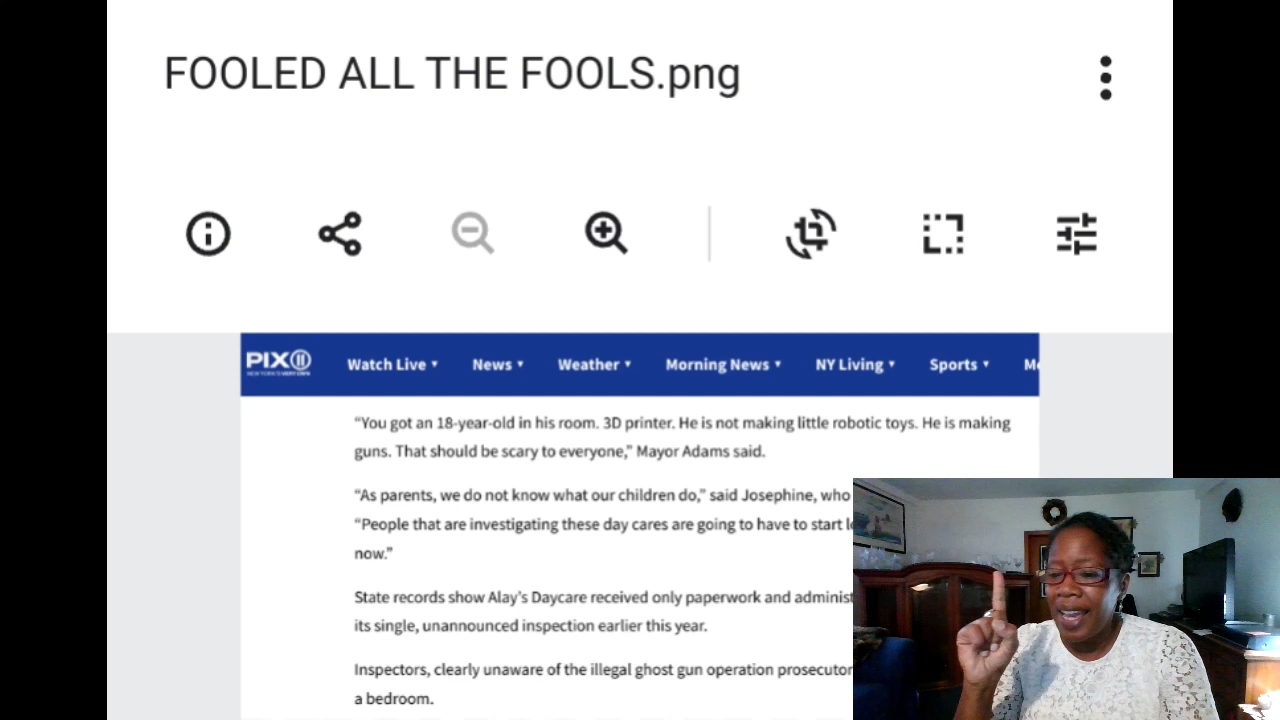 FOOLED ALL THE FOOLS.png
PIX11
Watch Live ▾ News ▾ Weather ▾ Morning News ▾ NY Living ▾ Sports ▾
“You got an 18-year-old in his room. 3D printer. He is not making little robotic toys. He is making
guns. That should be scary to everyone,” Mayor Adams said.
“As parents, we do not know what our children do,” said Josephine, who
“People that are investigating these day cares are going to have to start
now.”
State records show Alay’s Daycare received only paperwork and
its single, unannounced inspection earlier this year.
Inspectors, clearly unaware of the illegal ghost gun operation
a bedroom.